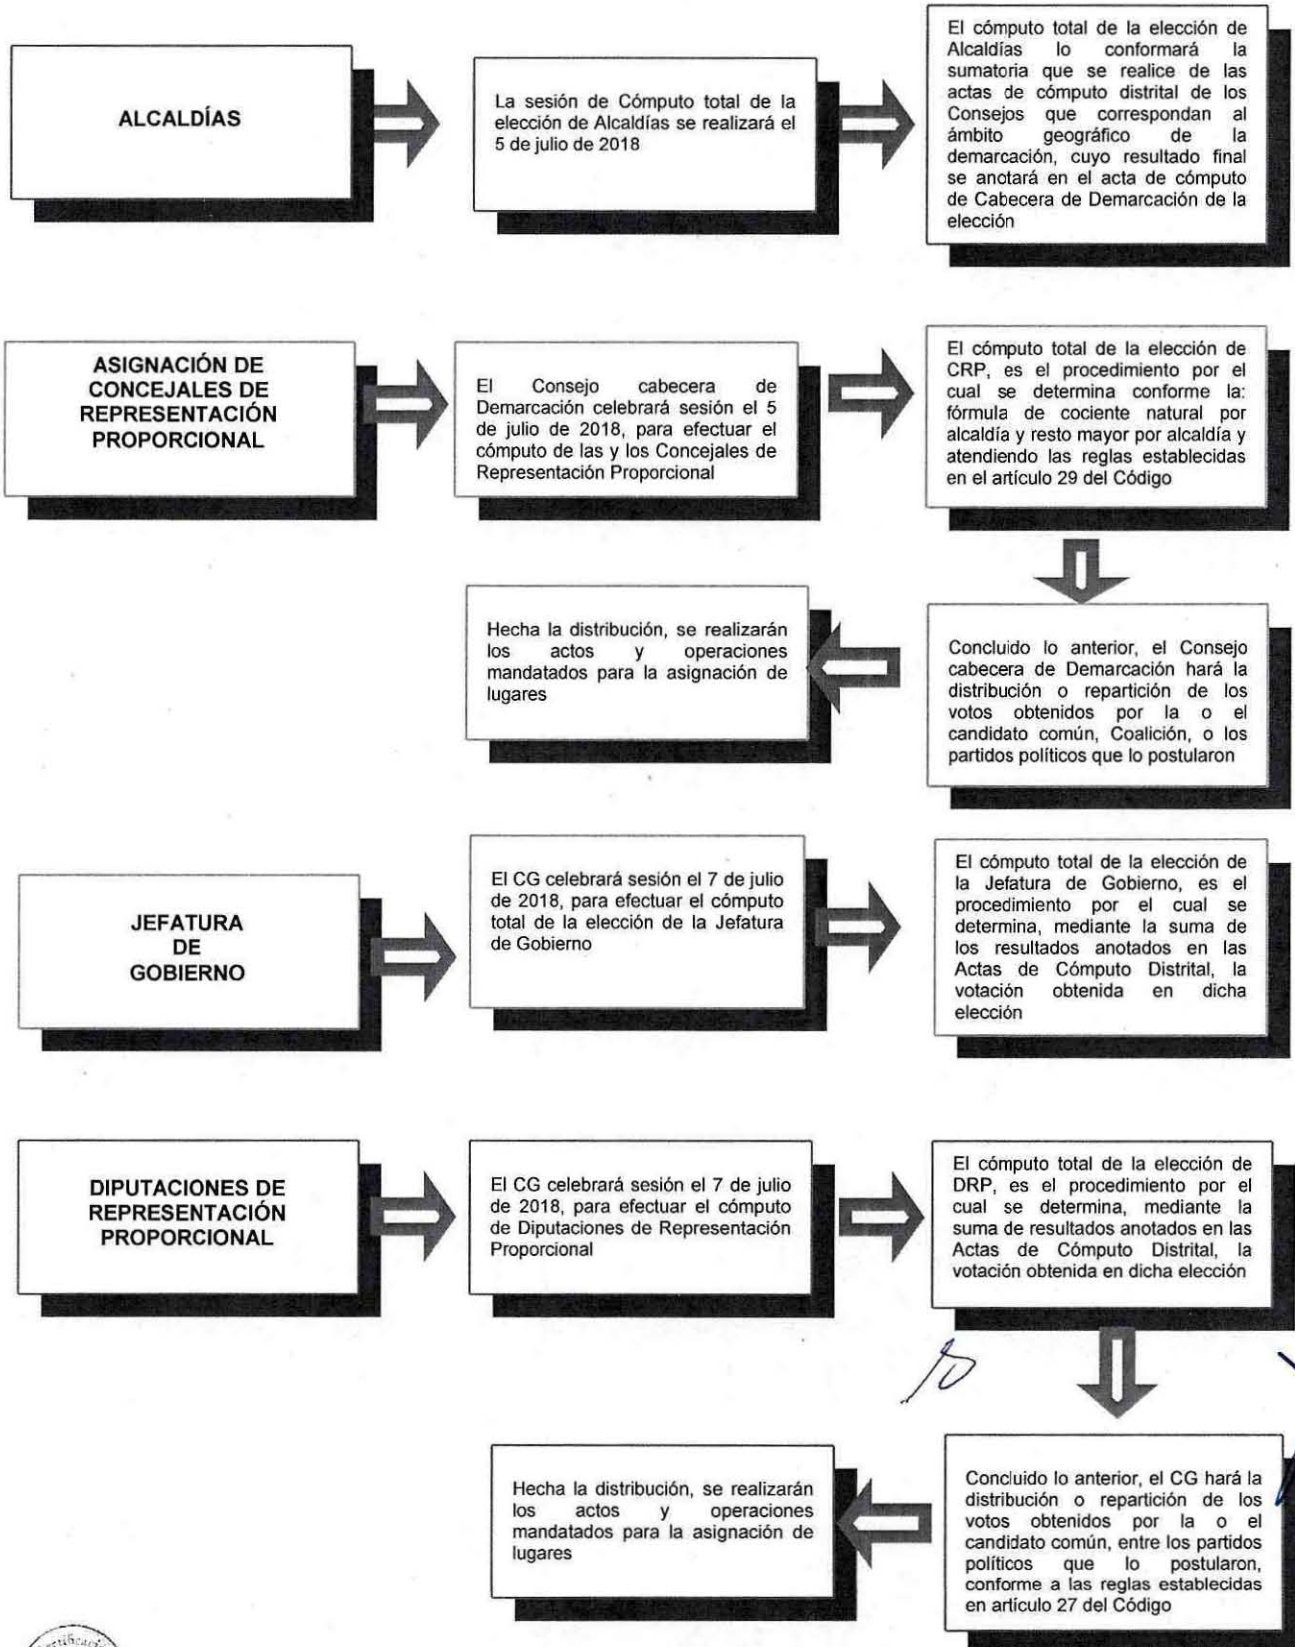 ALCALDÍAS
La sesión de Cómputo total de la
elección de Alcaldías se realizará el
5 de julio de 2018
El cómputo total de la elección de
Alcaldías lo conformará la
sumatoria que se realice de las
actas de cómputo distrital de los
Consejos que correspondan al
ámbito geográfico de la
demarcación, cuyo resultado final
se anotará en el acta de cómputo
de Cabecera de Demarcación de la
elección
ASIGNACIÓN DE
CONCEJALES DE
REPRESENTACIÓN
PROPORCIONAL
El Consejo cabecera de
Demarcación celebrará sesión el 5
de julio de 2018, para efectuar el
cómputo de las y los Concejales de
Representación Proporcional
El cómputo total de la elección de
CRP, es el procedimiento por el
cual se determina conforme la:
fórmula de cociente natural por
alcaldía y resto mayor por alcaldía y
atendiendo las reglas establecidas
en el artículo 29 del Código
Concluido lo anterior, el Consejo
cabecera de Demarcación hará la
distribución o repartición de los
votos obtenidos por la o el
candidato común, Coalición, o los
partidos políticos que lo postularon
Hecha la distribución, se realizarán
los actos y operaciones
mandatados para la asignación de
lugares
JEFATURA
DE
GOBIERNO
El CG celebrará sesión el 7 de julio
de 2018, para efectuar el cómputo
total de la elección de la Jefatura
de Gobierno
El cómputo total de la elección de
la Jefatura de Gobierno, es el
procedimiento por el cual se
determina, mediante la suma de
los resultados anotados en las
Actas de Cómputo Distrital, la
votación obtenida en dicha
elección
DIPUTACIONES DE
REPRESENTACIÓN
PROPORCIONAL
El CG celebrará sesión el 7 de julio
de 2018, para efectuar el cómputo
de Diputaciones de Representación
Proporcional
El cómputo total de la elección de
DRP, es el procedimiento por el
cual se determina, mediante la
suma de resultados anotados en las
Actas de Cómputo Distrital, la
votación obtenida en dicha elección
Concluido lo anterior, el CG hará la
distribución o repartición de los
votos obtenidos por la o el
candidato común, entre los partidos
políticos que lo postularon,
conforme a las reglas establecidas
en artículo 27 del Código
Hecha la distribución, se realizarán
los actos y operaciones
mandatados para la asignación de
lugares